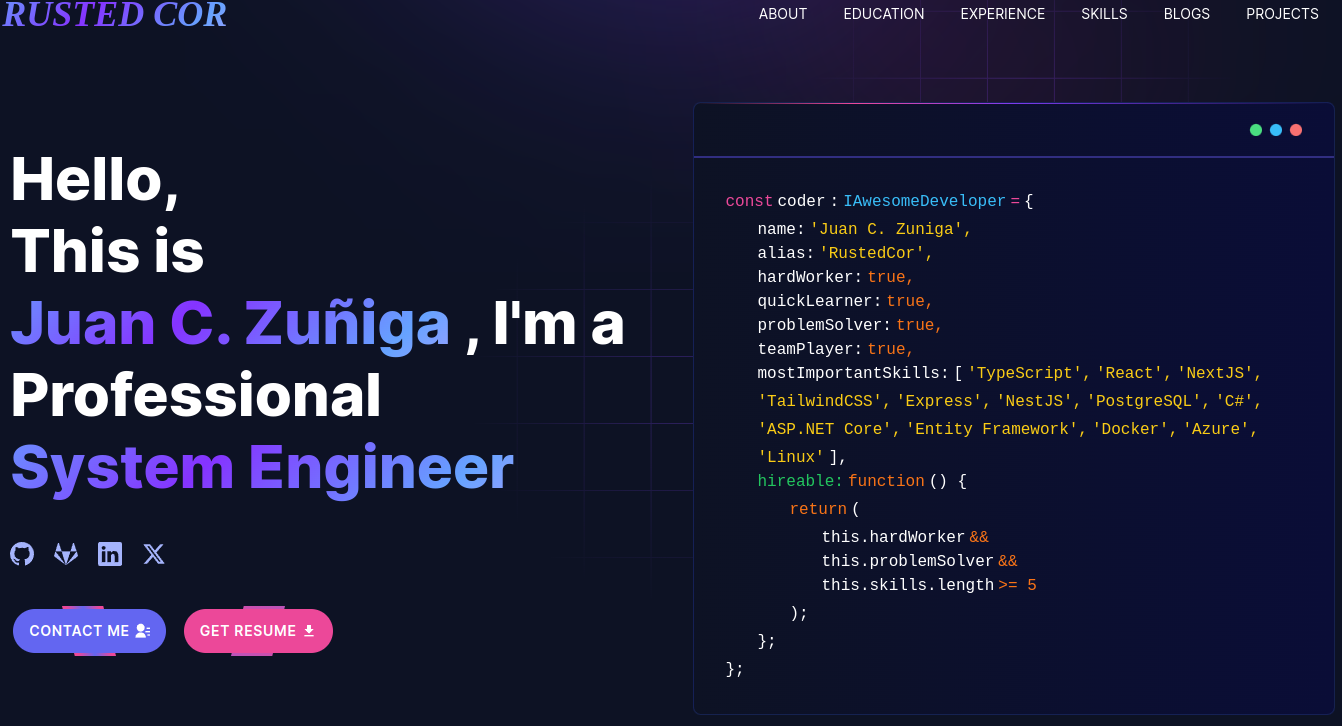 RUSTED COR
ABOUT EDUCATION EXPERIENCE SKILLS BLOGS PROJECTS
Hello,
This is
Juan C. Zuñiga , I'm a
Professional
System Engineer
CONTACT ME
GET RESUME
const coder : IAwesomeDeveloper = {
name: 'Juan C. Zuniga',
alias: 'RustedCor',
hardWorker: true,
quickLearner: true,
problemSolver: true,
teamPlayer: true,
mostImportantSkills: [ 'TypeScript', 'React', 'NextJS',
'TailwindCSS', 'Express', 'NestJS', 'PostgreSQL', 'C#',
'ASP.NET Core', 'Entity Framework', 'Docker', 'Azure',
'Linux' ],
hireable: function () {
return (
this.hardWorker &&
this.problemSolver &&
this.skills.length >= 5
);
};
};